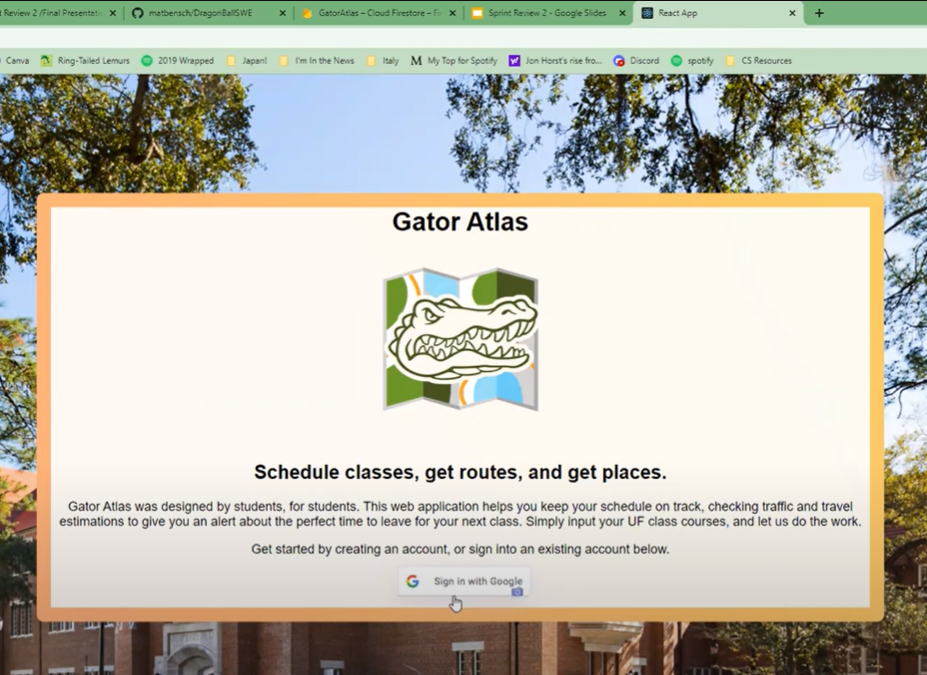 t Review 2 /Final Presentati
matbensch/DragonBallSWE
GatorAtlas – Cloud Firestore – Fi
Sprint Review 2 - Google Slides
React App
Canva
Ring-Tailed Lemurs
2019 Wrapped
Japan!
I'm In the News
Italy
My Top for Spotify
Jon Horst's rise fro...
Discord
spotify
CS Resources
Gator Atlas
Schedule classes, get routes, and get places.
Gator Atlas was designed by students, for students. This web application helps you keep your schedule on track, checking traffic and travel
estimations to give you an alert about the perfect time to leave for your next class. Simply input your UF class courses, and let us do the work.
Get started by creating an account, or sign into an existing account below.
Sign in with Google